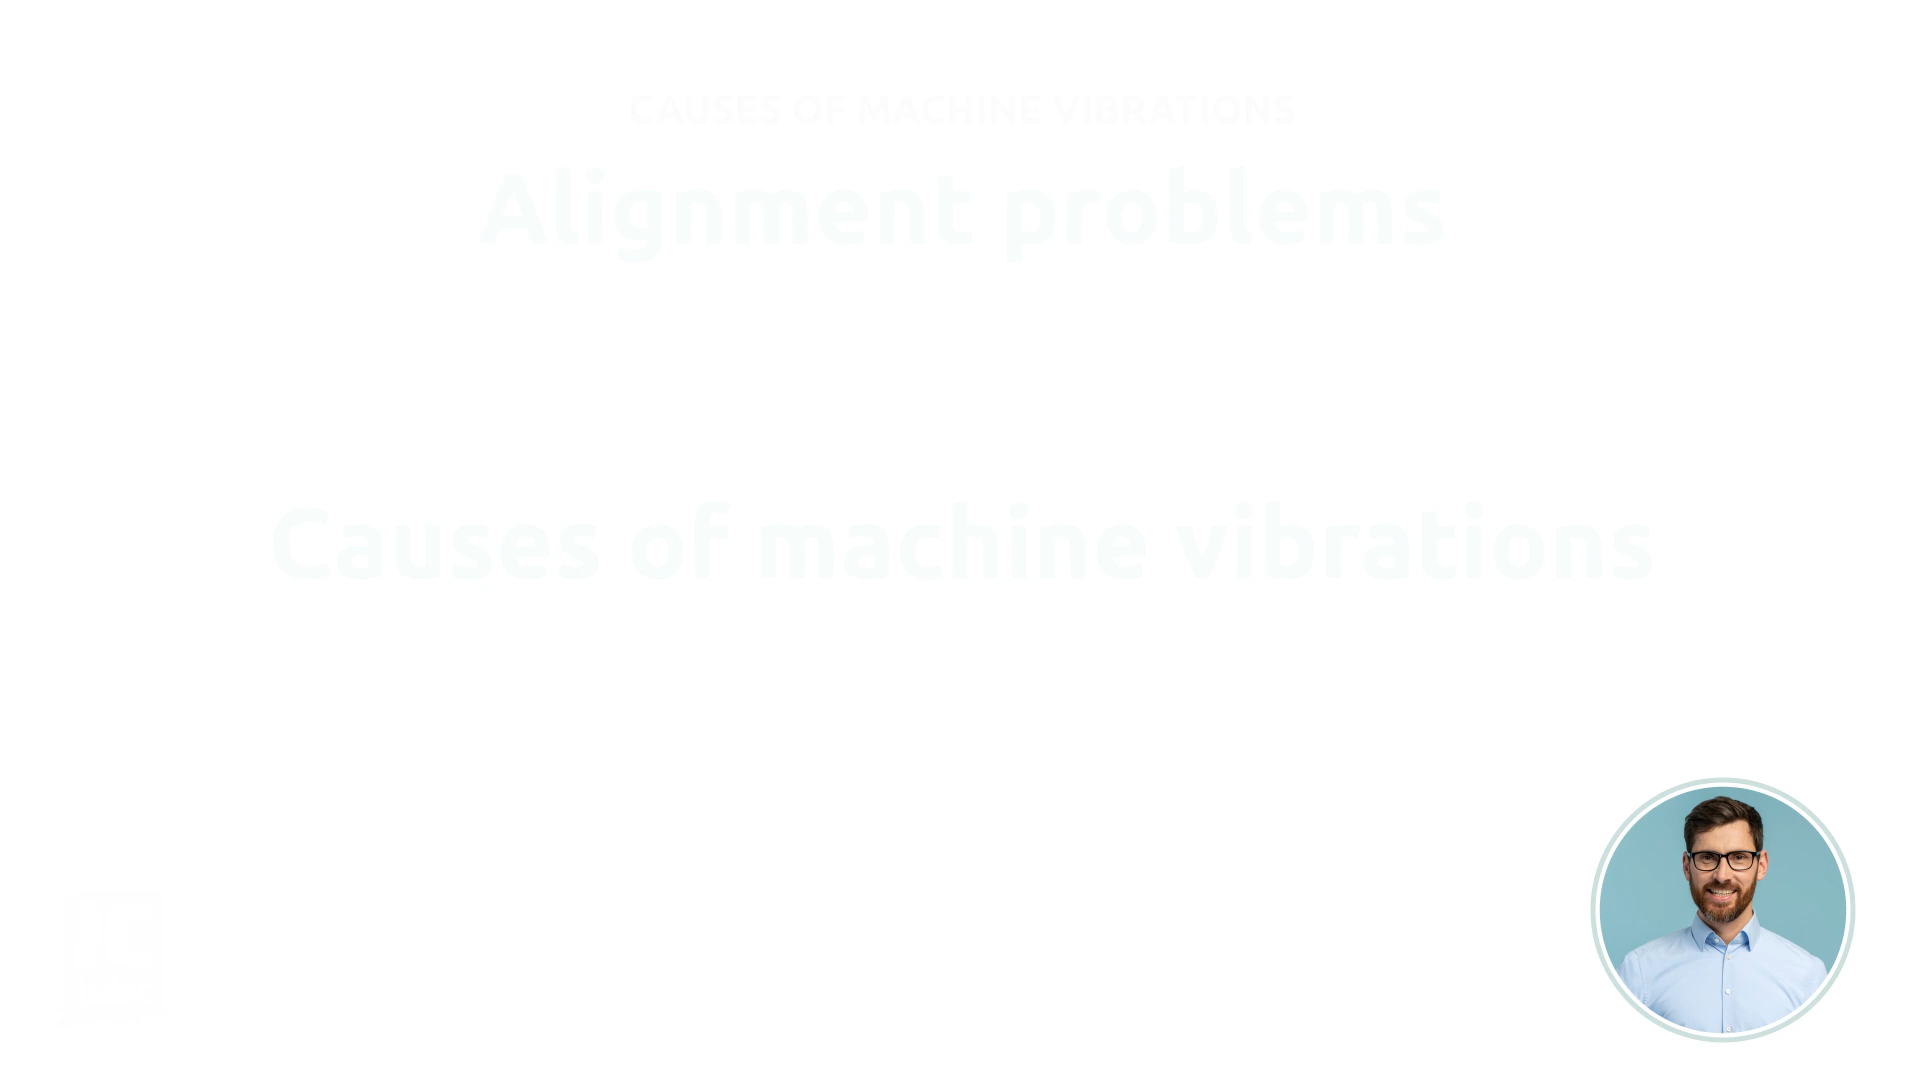 CAUSES OF MACHINE VIBRATIONS
Alignment problems
Causes of machine vibrations